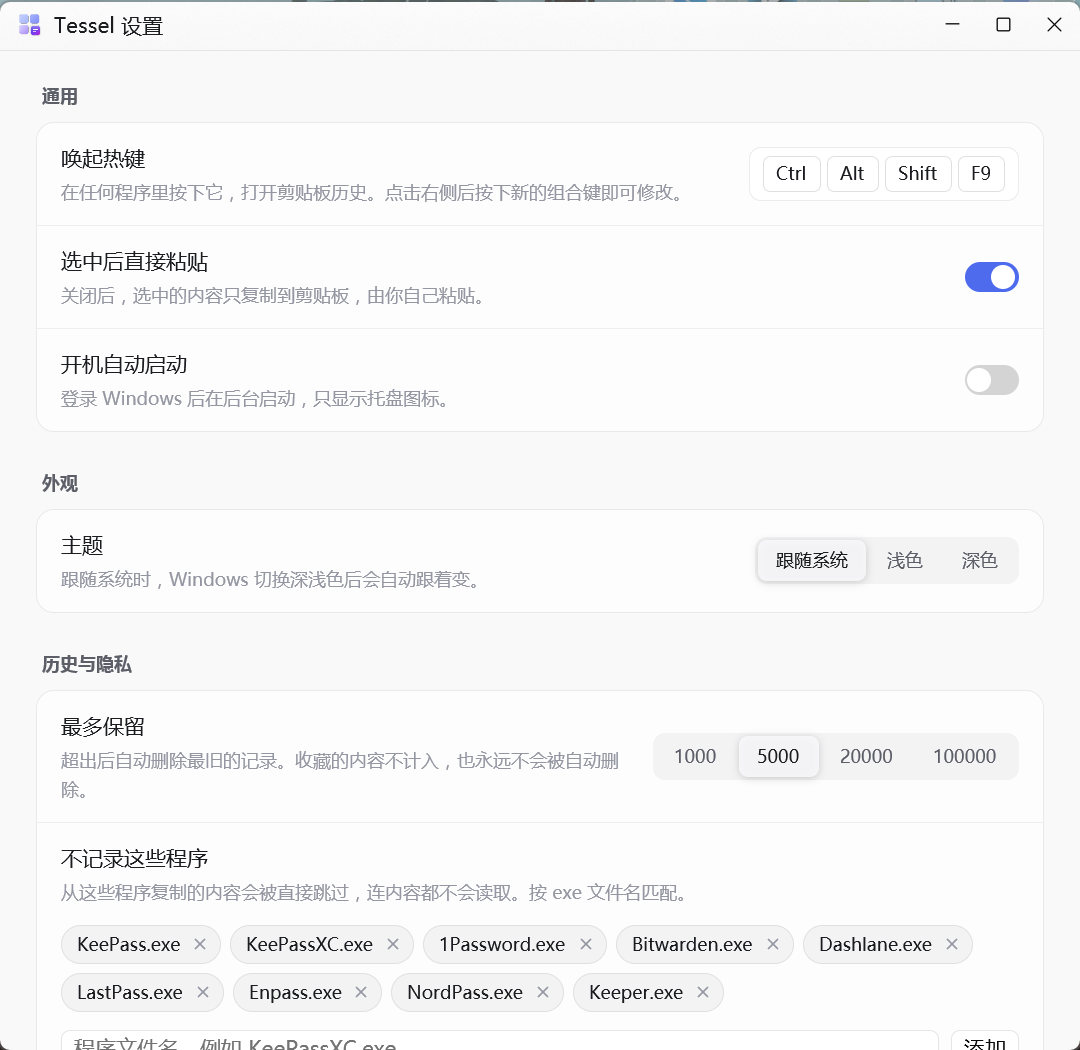 Tessel 设置
通用
唤起热键
在任何程序里按下它，打开剪贴板历史。点击右侧后按下新的组合键即可修改。
Ctrl Alt Shift F9
选中后直接粘贴
关闭后，选中的内容只复制到剪贴板，由你自己粘贴。
开机自动启动
登录 Windows 后在后台启动，只显示托盘图标。
外观
主题
跟随系统时，Windows 切换深浅色后会自动跟着变。
跟随系统 浅色 深色
历史与隐私
最多保留
超出后自动删除最旧的记录。收藏的内容不计入，也永远不会被自动删
除。
1000 5000 20000 100000
不记录这些程序
从这些程序复制的内容会被直接跳过，连内容都不会读取。按 exe 文件名匹配。
KeePass.exe KeePassXC.exe 1Password.exe Bitwarden.exe Dashlane.exe
LastPass.exe Enpass.exe NordPass.exe Keeper.exe
程序文件名，例如 KeePassXC.exe 添加